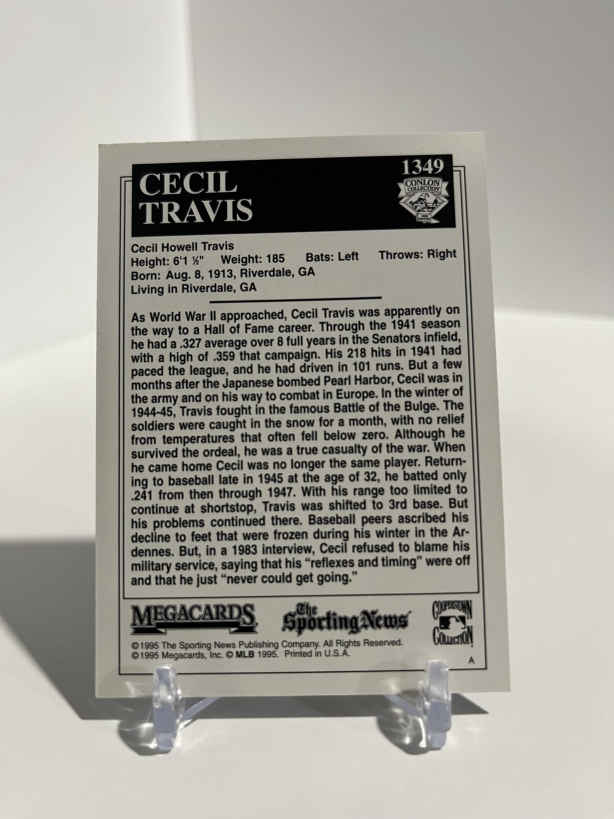 CECIL
TRAVIS
1349
CONLON
COLLECTION
Cecil Howell Travis
Height: 6'1 ½" Weight: 185 Bats: Left Throws: Right
Born: Aug. 8, 1913, Riverdale, GA
Living in Riverdale, GA
As World War II approached, Cecil Travis was apparently on
the way to a Hall of Fame career. Through the 1941 season
he had a .327 average over 8 full years in the Senators infield,
with a high of .359 that campaign. His 218 hits in 1941 had
paced the league, and he had driven in 101 runs. But a few
months after the Japanese bombed Pearl Harbor, Cecil was in
the army and on his way to combat in Europe. In the winter of
1944-45, Travis fought in the famous Battle of the Bulge. The
soldiers were caught in the snow for a month, with no relief
from temperatures that often fell below zero. Although he
survived the ordeal, he was a true casualty of the war. When
he came home Cecil was no longer the same player. Return-
ing to baseball late in 1945 at the age of 32, he batted only
.241 from then through 1947. With his range too limited to
continue at shortstop, Travis was shifted to 3rd base. But
his problems continued there. Baseball peers ascribed his
decline to feet that were frozen during his winter in the Ar-
dennes. But, in a 1983 interview, Cecil refused to blame his
military service, saying that his "reflexes and timing" were off
and that he just "never could get going."
MEGACARDS
The Sporting News
COOPERSTOWN
COLLECTION
©1995 The Sporting News Publishing Company. All Rights Reserved.
©1995 Megacards, Inc. © MLB 1995. Printed in U.S.A.
A